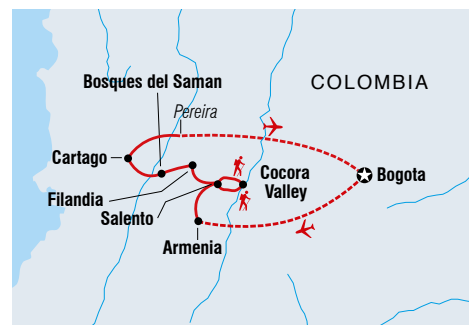 Bosques del Saman
COLOMBIA
Pereira
Cartago
Cocora
Valley
Bogota
Filandia
Salento
Armenia